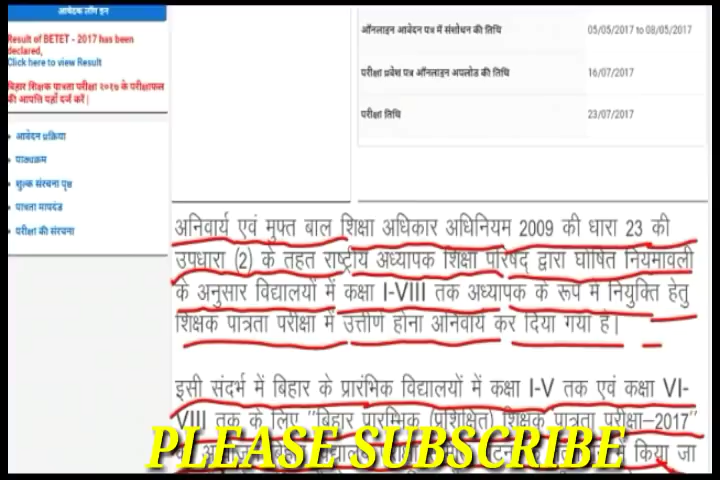 आवेदक लॉग इन
Result of BETET - 2017 has been
declared,
Click here to view Result
बिहार शिक्षक पात्रता परीक्षा २०१७ के परीक्षाफल
की आपत्ति यहाँ दर्ज करें |
आवेदन प्रक्रिया
पाठ्यक्रम
शुल्क संरचना पृष्ठ
पात्रता मापदंड
परीक्षा की संरचना
ऑनलाइन आवेदन पत्र में संशोधन की तिथि 05/05/2017 to 08/05/2017
परीक्षा प्रवेश पत्र ऑनलाइन अपलोड की तिथि 16/07/2017
परीक्षा तिथि 23/07/2017
अनिवार्य एवं मुफ्त बाल शिक्षा अधिकार अधिनियम 2009 की धारा 23 की
उपधारा (2) के तहत राष्ट्रीय अध्यापक शिक्षा परिषद् द्वारा घोषित नियमावली
के अनुसार विद्यालयों में कक्षा I-VIII तक अध्यापक के रूप में नियुक्ति हेतु
शिक्षक पात्रता परीक्षा में उत्तीर्ण होना अनिवार्य कर दिया गया है|
इसी संदर्भ में बिहार के प्रारंभिक विद्यालयों में कक्षा I-V तक एवं कक्षा VI-
VIII तक के लिए "बिहार प्रारम्भिक (प्रशिक्षित) शिक्षक पात्रता परीक्षा–2017"
में किया जा
PLEASE SUBSCRIBE